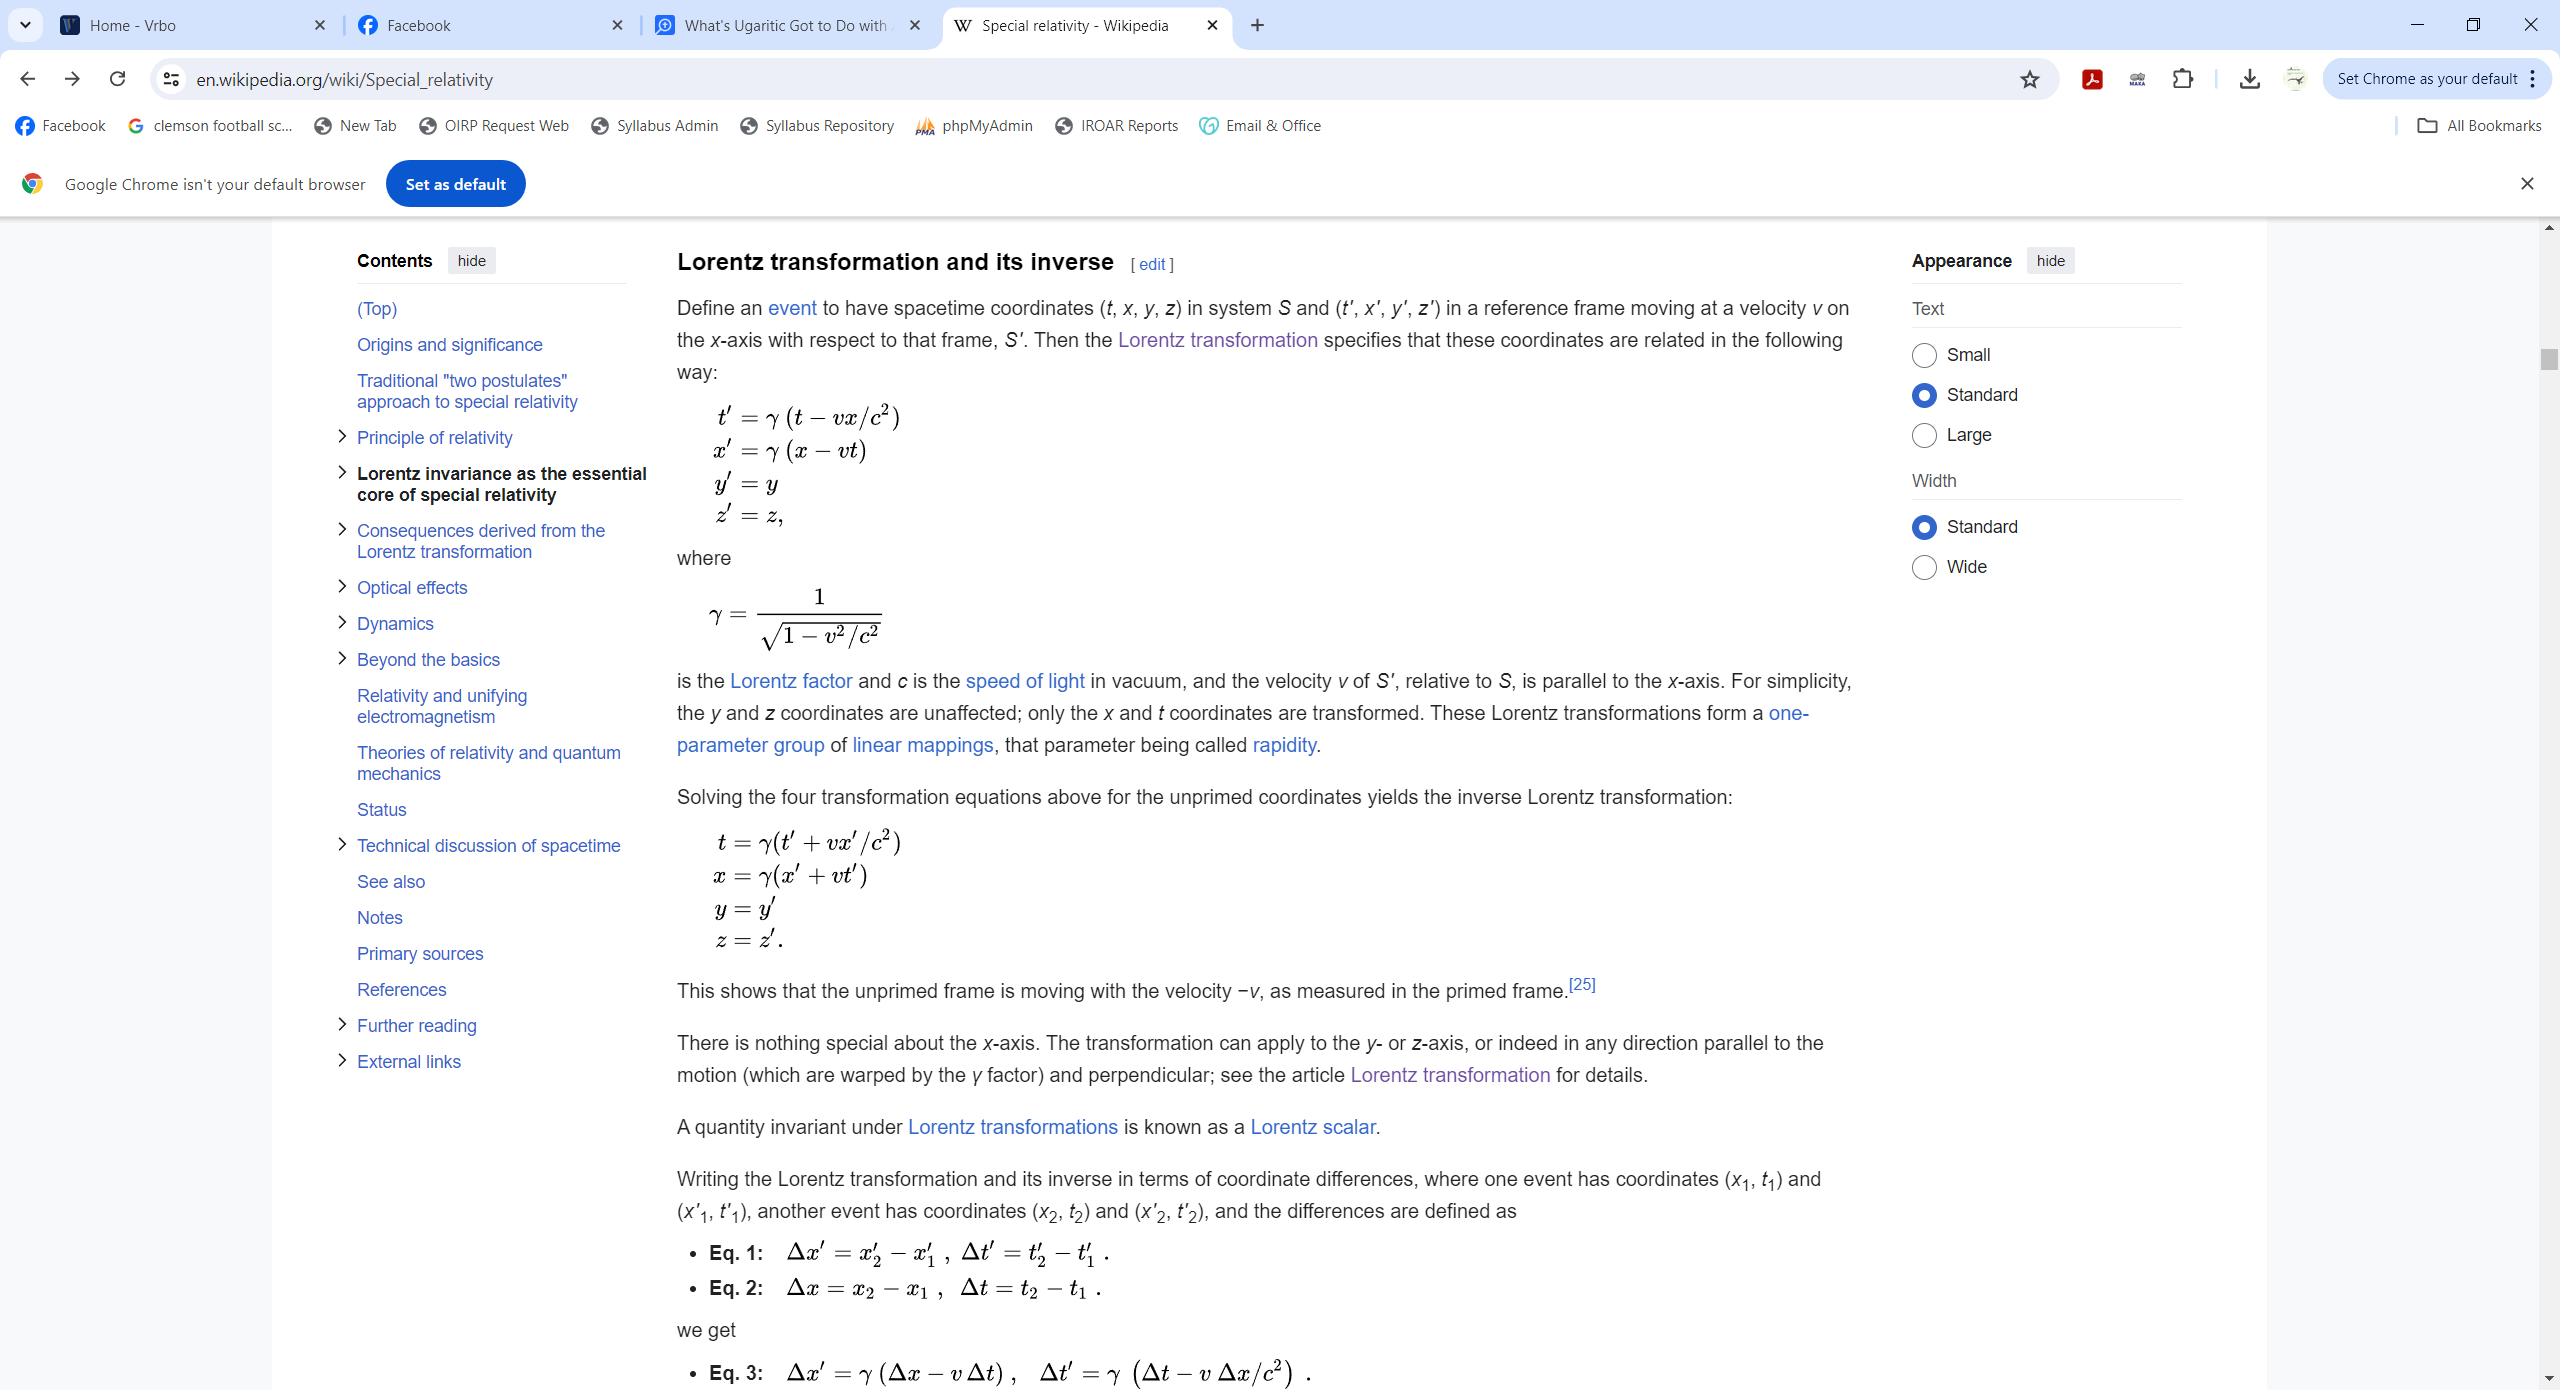 Home - Vrbo
Facebook
What's Ugaritic Got to Do with
Special relativity - Wikipedia
en.wikipedia.org/wiki/Special_relativity
Set Chrome as your default
Facebook
clemson football sc...
New Tab
OIRP Request Web
Syllabus Admin
Syllabus Repository
phpMyAdmin
IROAR Reports
Email & Office
All Bookmarks
Google Chrome isn't your default browser
Set as default
Contents hide
(Top)
Origins and significance
Traditional "two postulates"
approach to special relativity
Principle of relativity
Lorentz invariance as the essential
core of special relativity
Consequences derived from the
Lorentz transformation
Optical effects
Dynamics
Beyond the basics
Relativity and unifying
electromagnetism
Theories of relativity and quantum
mechanics
Status
Technical discussion of spacetime
See also
Notes
Primary sources
References
Further reading
External links
Lorentz transformation and its inverse [ edit ]
Define an event to have spacetime coordinates (t, x, y, z) in system S and (t′, x′, y′, z′) in a reference frame moving at a velocity v on
the x-axis with respect to that frame, S′. Then the Lorentz transformation specifies that these coordinates are related in the following
way:
t′ = γ (t − vx/c²)
x′ = γ (x − vt)
y′ = y
z′ = z,
where
γ = 1 / √(1 − v²/c²)
is the Lorentz factor and c is the speed of light in vacuum, and the velocity v of S′, relative to S, is parallel to the x-axis. For simplicity,
the y and z coordinates are unaffected; only the x and t coordinates are transformed. These Lorentz transformations form a one-
parameter group of linear mappings, that parameter being called rapidity.
Solving the four transformation equations above for the unprimed coordinates yields the inverse Lorentz transformation:
t = γ(t′ + vx′/c²)
x = γ(x′ + vt′)
y = y′
z = z′.
This shows that the unprimed frame is moving with the velocity −v, as measured in the primed frame.[25]
There is nothing special about the x-axis. The transformation can apply to the y- or z-axis, or indeed in any direction parallel to the
motion (which are warped by the γ factor) and perpendicular; see the article Lorentz transformation for details.
A quantity invariant under Lorentz transformations is known as a Lorentz scalar.
Writing the Lorentz transformation and its inverse in terms of coordinate differences, where one event has coordinates (x₁, t₁) and
(x′₁, t′₁), another event has coordinates (x₂, t₂) and (x′₂, t′₂), and the differences are defined as
• Eq. 1: Δx′ = x′₂ − x′₁ , Δt′ = t′₂ − t′₁ .
• Eq. 2: Δx = x₂ − x₁ , Δt = t₂ − t₁ .
we get
• Eq. 3: Δx′ = γ (Δx − v Δt) , Δt′ = γ (Δt − v Δx/c²) .
Appearance hide
Text
Small
Standard
Large
Width
Standard
Wide